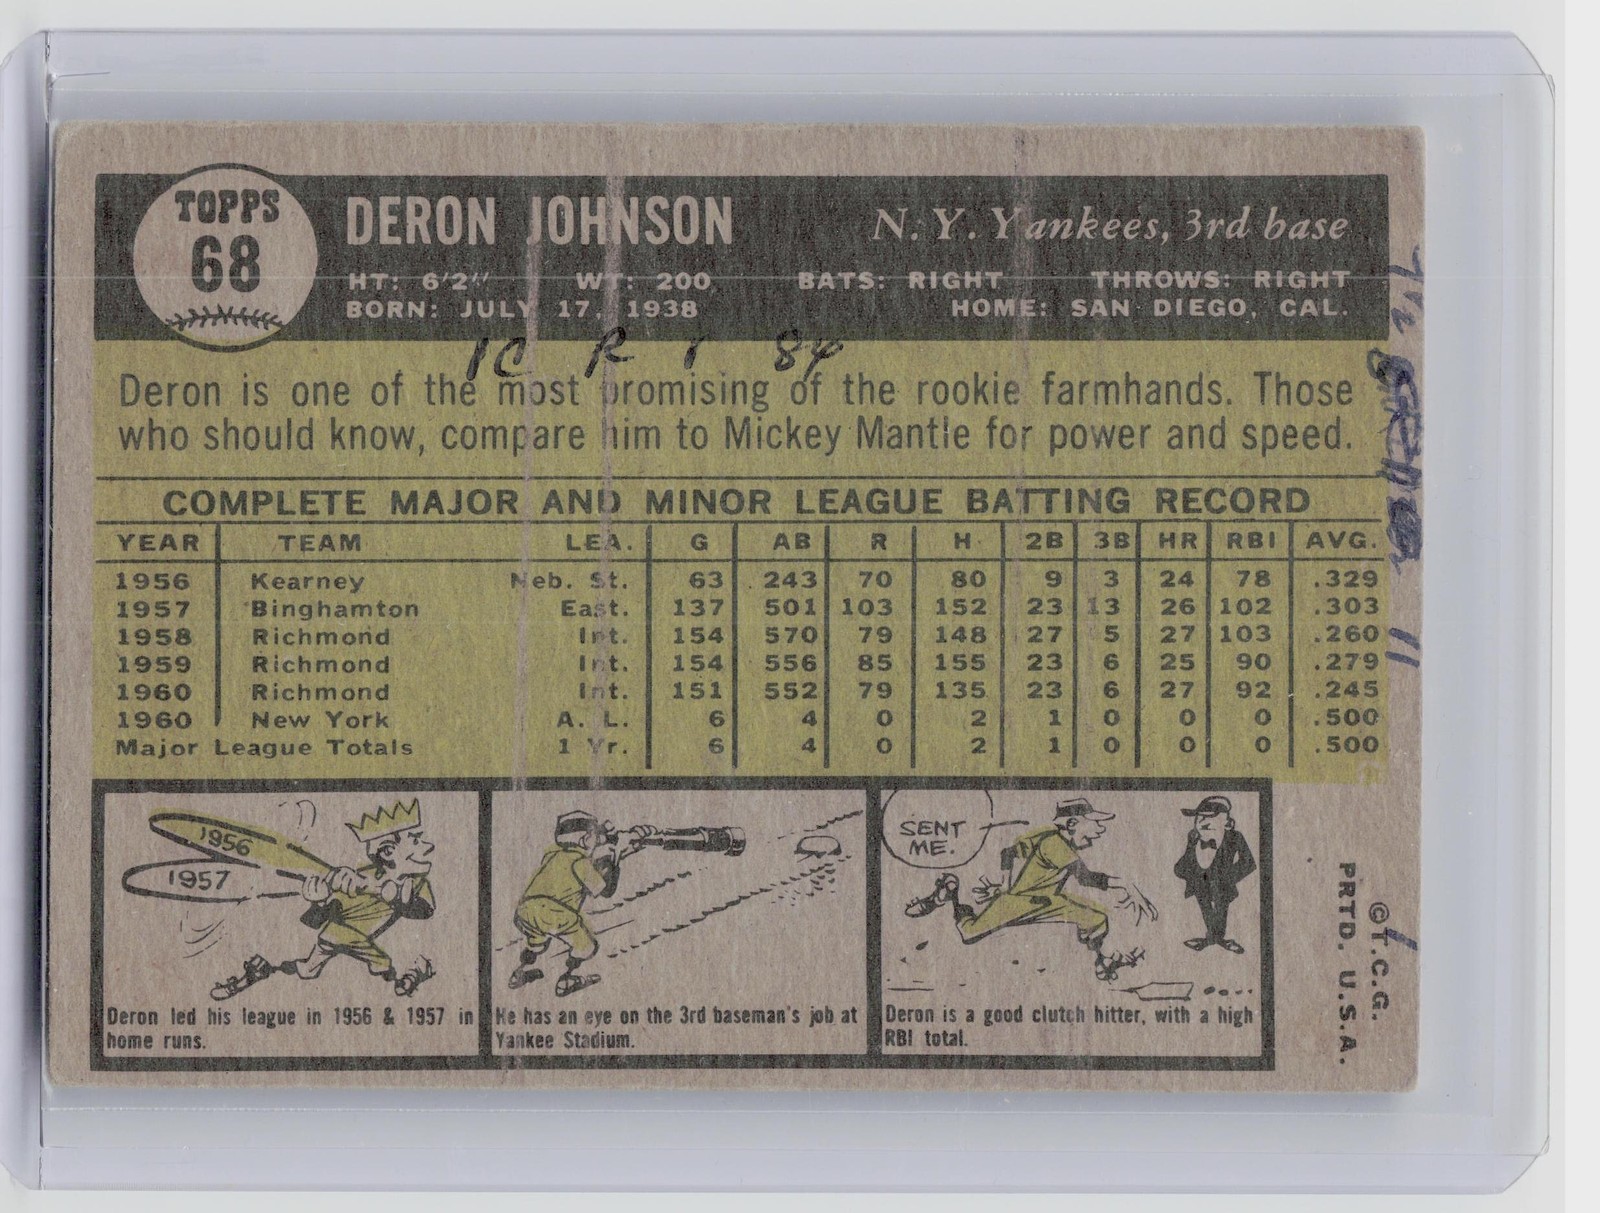 TOPPS
68
DERON JOHNSON
N. Y. Yankees, 3rd base
HT: 6'2" WT: 200 BATS: RIGHT THROWS: RIGHT
BORN: JULY 17, 1938 HOME: SAN DIEGO, CAL.
84
Deron is one of the most promising of the rookie farmhands. Those
who should know, compare him to Mickey Mantle for power and speed.
COMPLETE MAJOR AND MINOR LEAGUE BATTING RECORD
YEAR TEAM LEA. G AB R H 2B 3B HR RBI AVG.
1956 Kearney Neb. St. 63 243 70 80 9 3 24 78 .329
1957 Binghamton East. 137 501 103 152 23 13 26 102 .303
1958 Richmond Int. 154 570 79 148 27 5 27 103 .260
1959 Richmond Int. 154 556 85 155 23 6 25 90 .279
1960 Richmond Int. 151 552 79 135 23 6 27 92 .245
1960 New York A. L. 6 4 0 2 1 0 0 0 .500
Major League Totals 1 Yr. 6 4 0 2 1 0 0 0 .500
1956
1957
Deron led his league in 1956 & 1957 in
home runs.
He has an eye on the 3rd baseman's job at
Yankee Stadium.
SENT
ME.
Deron is a good clutch hitter, with a high
RBI total.
©T.C.G.
PRTD. U.S.A.